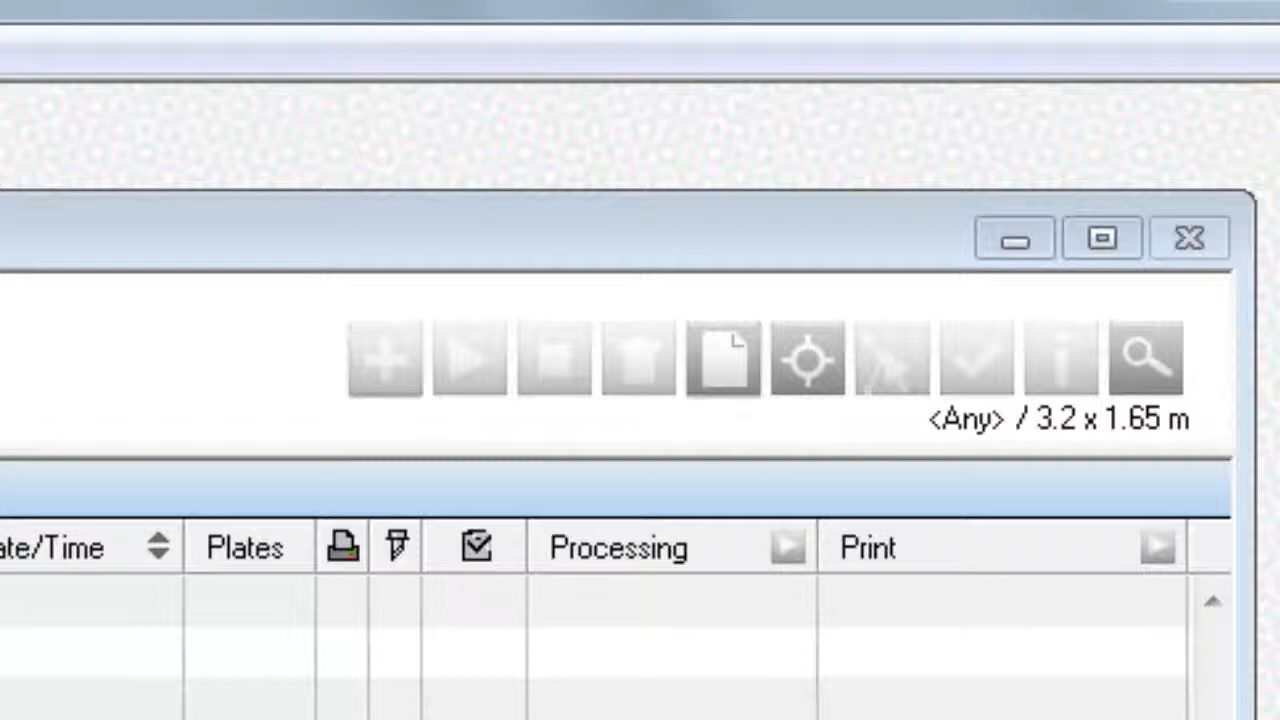 <Any> / 3.2 x 1.65 m
ate/Time Plates Processing Print